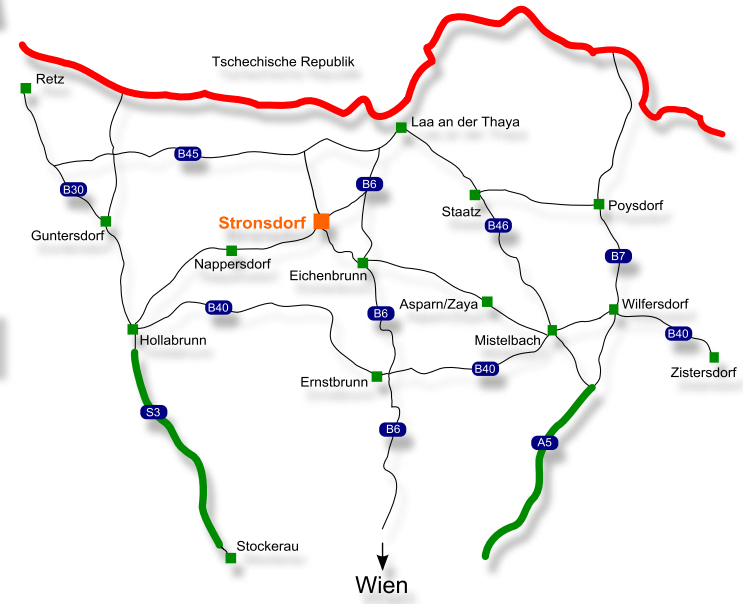 Tschechische Republik
Retz
Laa an der Thaya
B45
B30
B6
Staatz
Poysdorf
Stronsdorf
B46
Guntersdorf
Nappersdorf
Eichenbrunn
B7
Asparn/Zaya
Wilfersdorf
B40
B6
Hollabrunn
Mistelbach
B40
Ernstbrunn
B40
Zistersdorf
S3
B6
A5
Stockerau
Wien